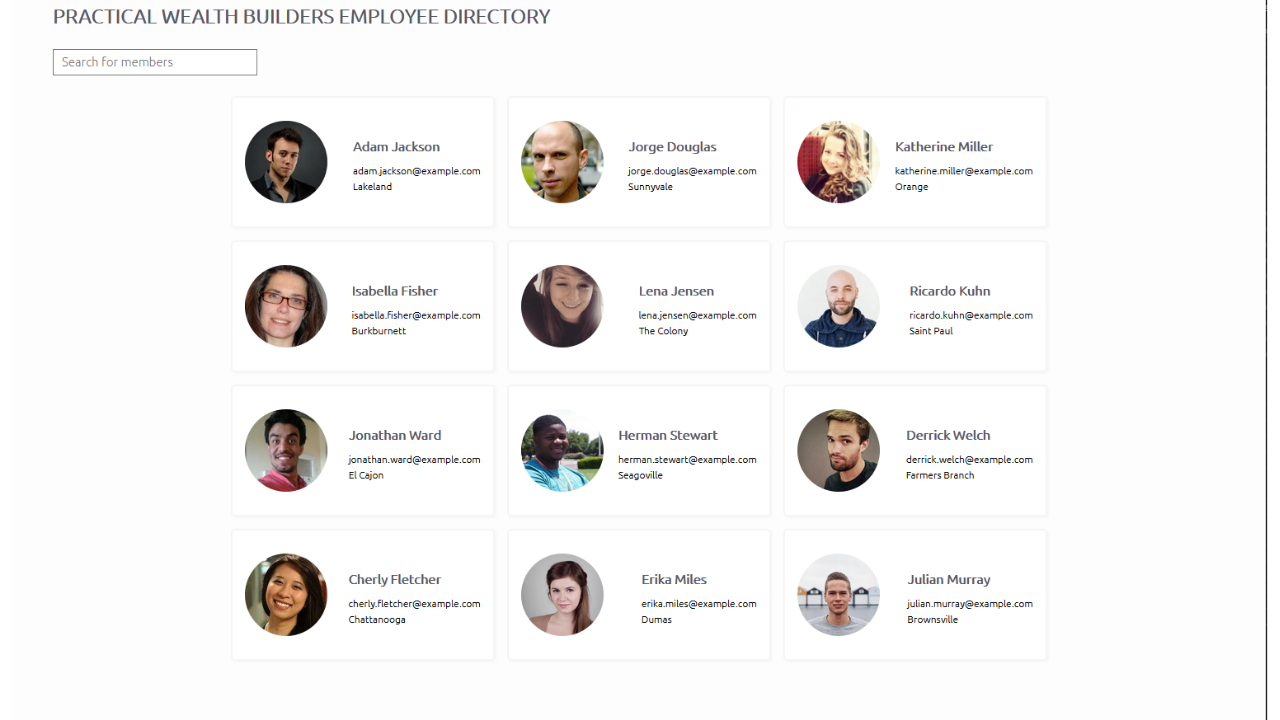 PRACTICAL WEALTH BUILDERS EMPLOYEE DIRECTORY
Search for members
Adam Jackson
adam.jackson@example.com
Lakeland
Jorge Douglas
jorge.douglas@example.com
Sunnyvale
Katherine Miller
katherine.miller@example.com
Orange
Isabella Fisher
isabella.fisher@example.com
Burkburnett
Lena Jensen
lena.jensen@example.com
The Colony
Ricardo Kuhn
ricardo.kuhn@example.com
Saint Paul
Jonathan Ward
jonathan.ward@example.com
El Cajon
Herman Stewart
herman.stewart@example.com
Seagoville
Derrick Welch
derrick.welch@example.com
Farmers Branch
Cherly Fletcher
cherly.fletcher@example.com
Chattanooga
Erika Miles
erika.miles@example.com
Dumas
Julian Murray
julian.murray@example.com
Brownsville